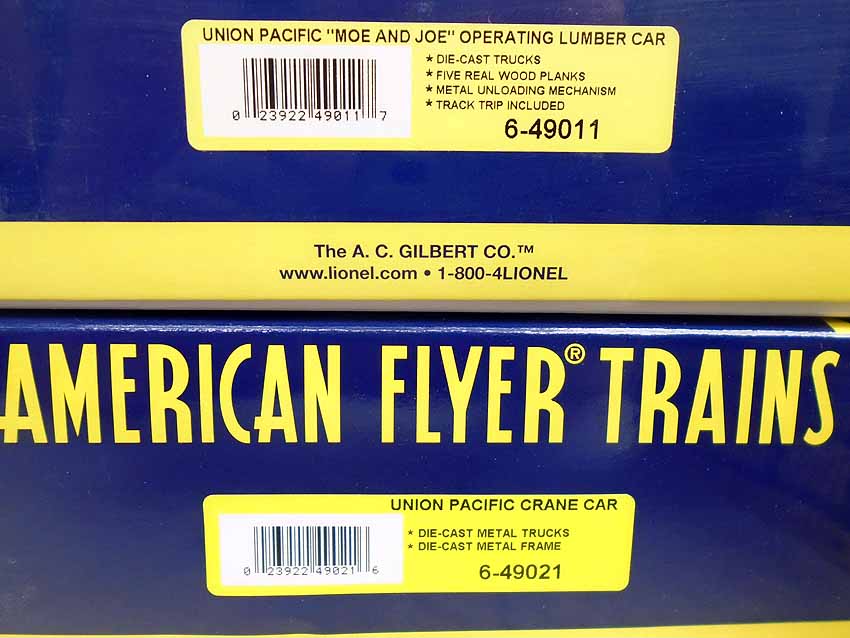 UNION PACIFIC "MOE AND JOE" OPERATING LUMBER CAR
★ DIE-CAST TRUCKS
★ FIVE REAL WOOD PLANKS
★ METAL UNLOADING MECHANISM
★ TRACK TRIP INCLUDED
0 23922 49011 7
6-49011
The A. C. GILBERT CO.™
www.lionel.com • 1-800-4LIONEL
AMERICAN FLYER® TRAINS
UNION PACIFIC CRANE CAR
★ DIE-CAST METAL TRUCKS
★ DIE-CAST METAL FRAME
0 23922 49021 6
6-49021